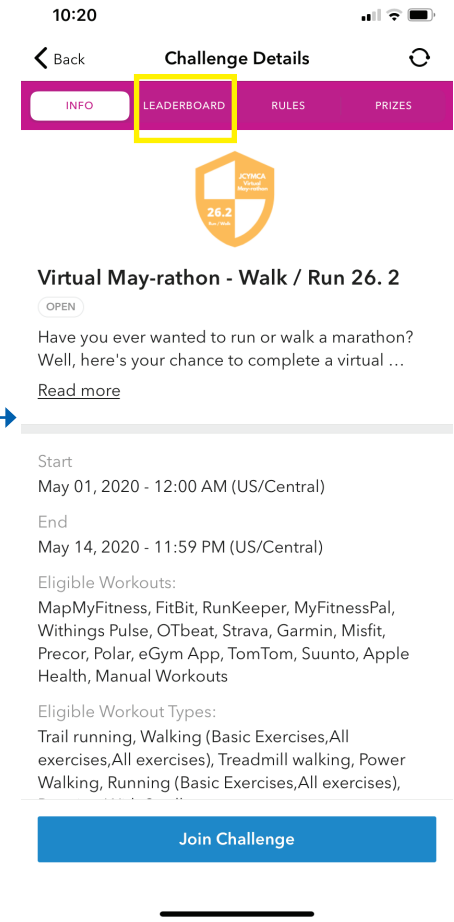 10:20
Back
Challenge Details
INFO
LEADERBOARD
RULES
PRIZES
JCYMCA
Virtual
May-rathon
26.2
Run / Walk
Virtual May-rathon - Walk / Run 26. 2
OPEN
Have you ever wanted to run or walk a marathon?
Well, here's your chance to complete a virtual ...
Read more
Start
May 01, 2020 - 12:00 AM (US/Central)
End
May 14, 2020 - 11:59 PM (US/Central)
Eligible Workouts:
MapMyFitness, FitBit, RunKeeper, MyFitnessPal,
Withings Pulse, OTbeat, Strava, Garmin, Misfit,
Precor, Polar, eGym App, TomTom, Suunto, Apple
Health, Manual Workouts
Eligible Workout Types:
Trail running, Walking (Basic Exercises,All
exercises,All exercises), Treadmill walking, Power
Walking, Running (Basic Exercises,All exercises),
Join Challenge